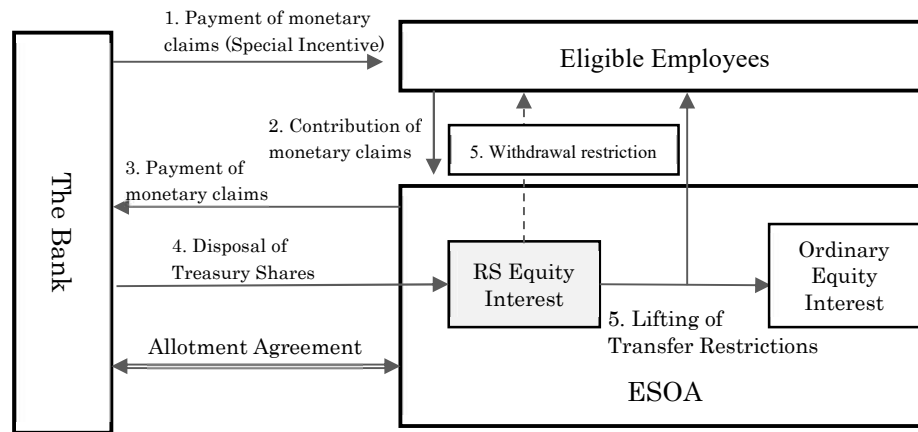 1. Payment of monetary
claims (Special Incentive)
Eligible Employees
2. Contribution of
monetary claims
5. Withdrawal restriction
3. Payment of
monetary claims
The Bank
4. Disposal of
Treasury Shares
RS Equity
Interest
Ordinary
Equity
Interest
5. Lifting of
Transfer Restrictions
Allotment Agreement
ESOA